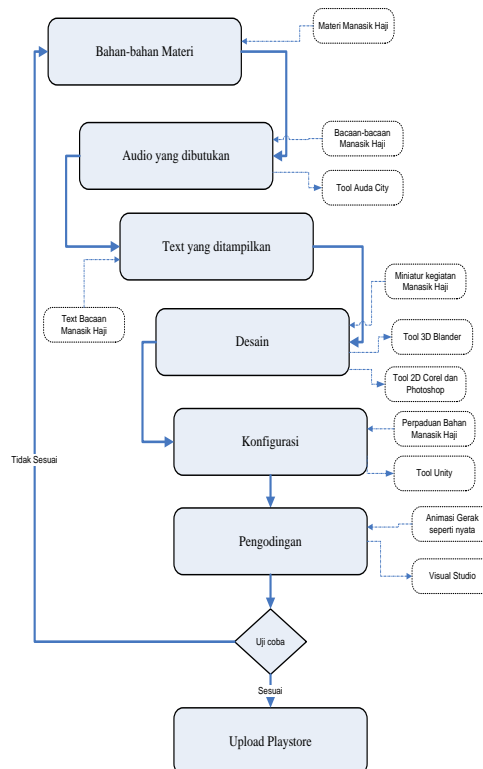 Materi Manasik Haji
Bahan-bahan Materi
Bacaan-bacaan
Manasik Haji
Audio yang dibutukan
Tool Auda City
Text yang ditampilkan
Text Bacaan
Manasik Haji
Miniatur kegiatan
Manasik Haji
Desain
Tool 3D Blander
Tool 2D Corel dan
Photoshop
Perpaduan Bahan
Manasik Haji
Konfigurasi
Tidak Sesuai
Tool Unity
Animasi Gerak
seperti nyata
Pengodingan
Visual Studio
Uji coba
Sesuai
Upload Playstore